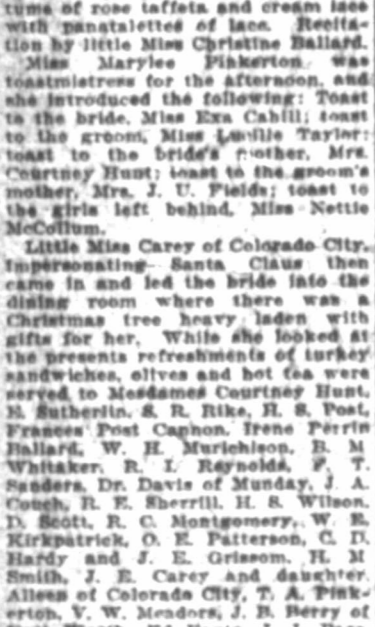 tume of rose taffeta and cream lace
with pantalettes of lace. Recita-
tion by little Miss Christine Ballard.
Miss Marylee Pinkerton was
toastmistress for the afternoon, and
she introduced the following: Toast
to the bride, Miss Exa Cahill; toast
to the groom, Miss Lucille Taylor;
toast to the bride's mother, Mrs.
Courtney Hunt; toast to the groom's
mother, Mrs. J. U. Fields; toast to
the girls left behind, Miss Nettie
McCollum.
Little Miss Carey of Colorado City,
impersonating Santa Claus then
came in and led the bride into the
dining room where there was a
Christmas tree heavy laden with
gifts for her. While she looked at
the presents refreshments of turkey
sandwiches, olives and hot tea were
served to Mesdames Courtney Hunt,
Sutherlin, S. R. Rike, H. S. Post,
Frances Post Cannon, Irene Perrin
Ballard, W. H. Murchison, B. M
Whitaker, R. I. Reynolds, F. T.
Sanders, Dr. Davis of Munday, J. A.
Couch, R. E. Sherrill, H. S. Wilson,
D. Scott, R. C. Montgomery, W. E.
Kirkpatrick, O. E. Patterson, C. D.
Hardy and J. E. Grissom, H. M
Smith, J. E. Carey and daughter,
Aileen of Colorado City, T. A. Pink-
erton, V. W. Meadors, J. B. Berry of